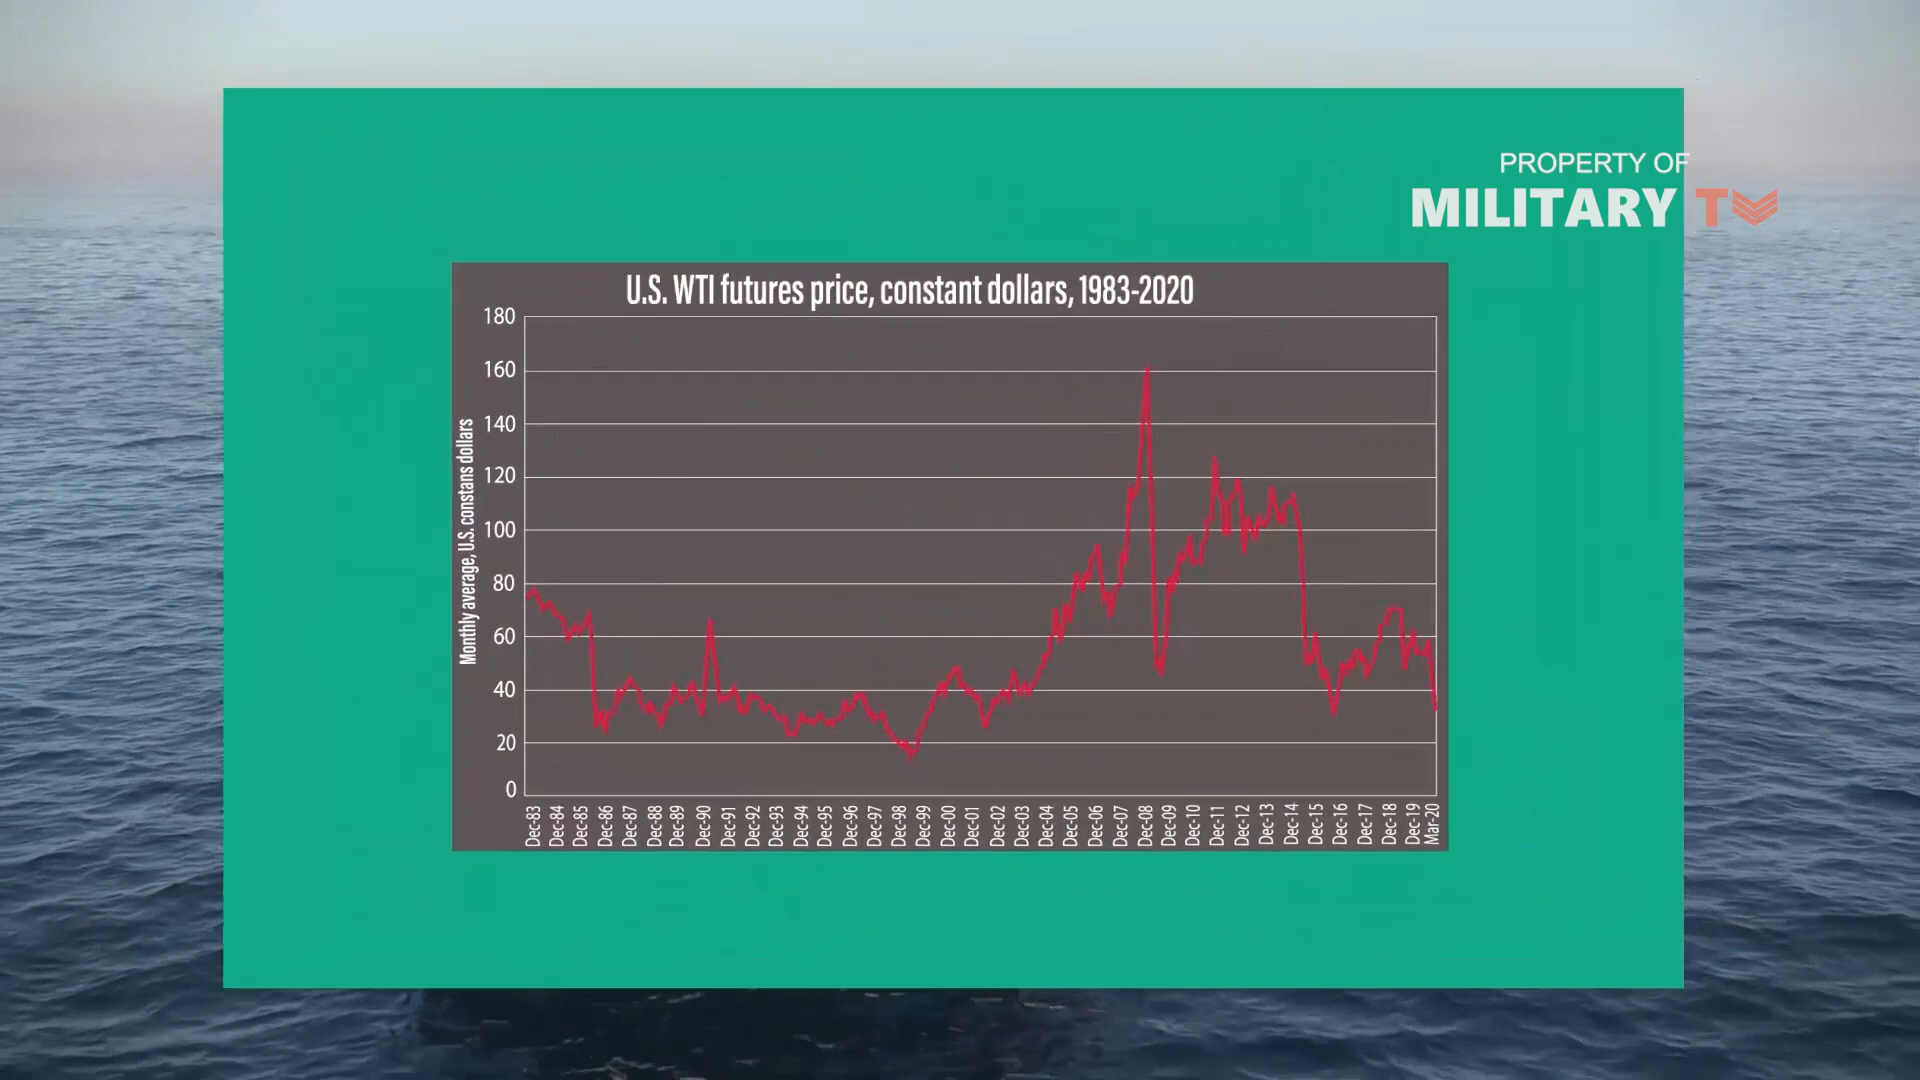 PROPERTY OF
MILITARY TV
U.S. WTI futures price, constant dollars, 1983-2020
Monthly average, U.S. constans dollars
180
160
140
120
100
80
60
40
20
0
Dec-83
Dec-84
Dec-85
Dec-86
Dec-87
Dec-88
Dec-89
Dec-90
Dec-91
Dec-92
Dec-93
Dec-94
Dec-95
Dec-96
Dec-97
Dec-98
Dec-99
Dec-00
Dec-01
Dec-02
Dec-03
Dec-04
Dec-05
Dec-06
Dec-07
Dec-08
Dec-09
Dec-10
Dec-11
Dec-12
Dec-13
Dec-14
Dec-15
Dec-16
Dec-17
Dec-18
Dec-19
Mar-20